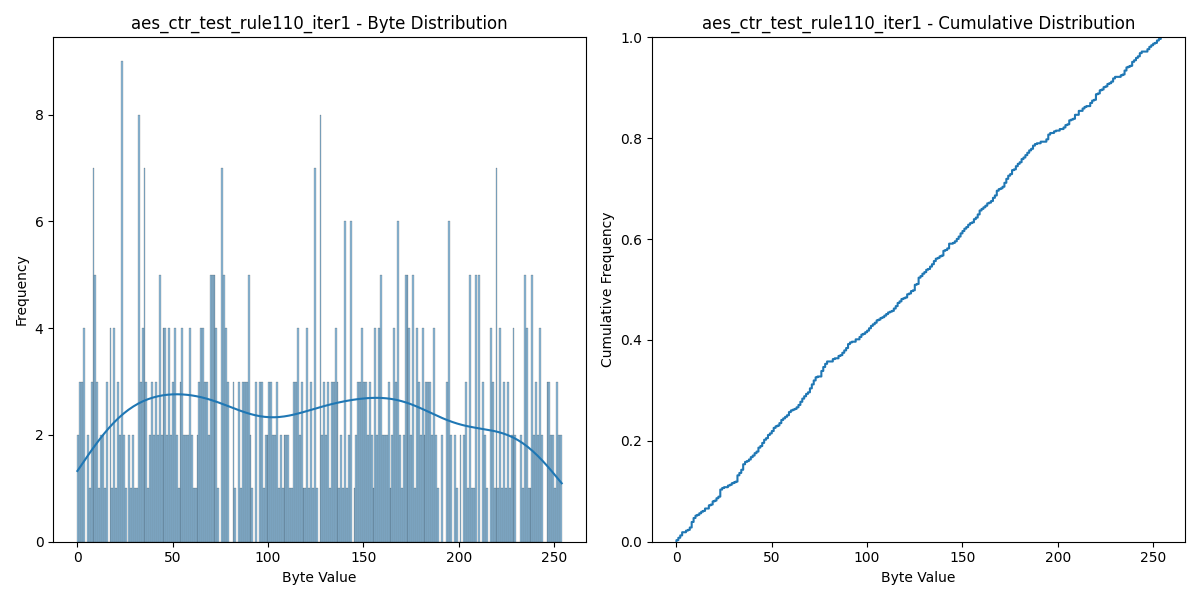 aes_ctr_test_rule110_iter1 - Byte Distribution
Frequency
8
6
4
2
0
0 50 100 150 200 250
Byte Value
aes_ctr_test_rule110_iter1 - Cumulative Distribution
Cumulative Frequency
1.0
0.8
0.6
0.4
0.2
0.0
0 50 100 150 200 250
Byte Value